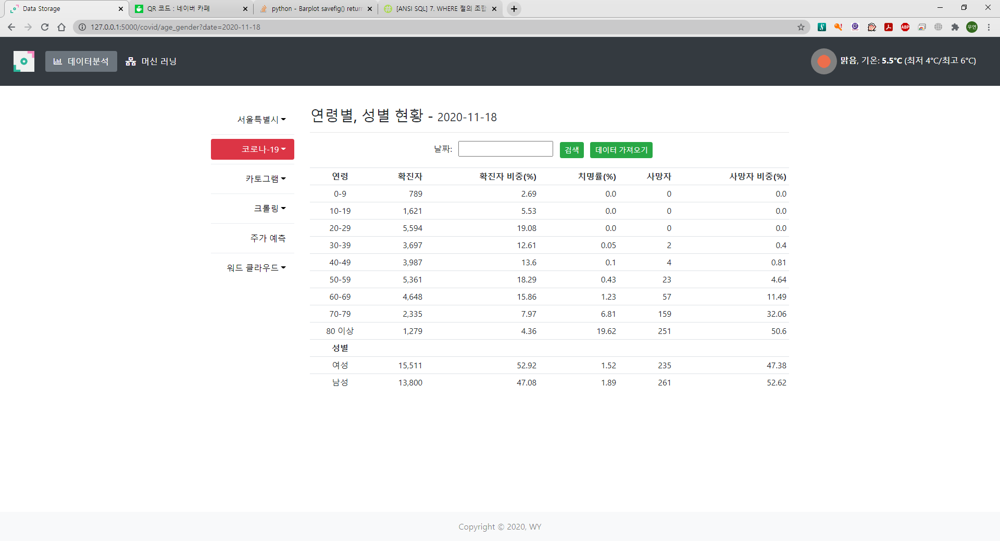 Data Storage
QR 코드 : 네이버 카페
python - Barplot savefig() return
[ANSI SQL] 7. WHERE 절의 조합
127.0.0.1:5000/covid/age_gender?date=2020-11-18
ABP
우연
데이터분석
머신 러닝
맑음, 기온: 5.5°C (최저 4°C/최고 6°C)
서울특별시
코로나-19
카토그램
크롤링
주가 예측
워드 클라우드
연령별, 성별 현황 - 2020-11-18
날짜: 검색 데이터 가져오기
연령 확진자 확진자 비중(%) 치명률(%) 사망자 사망자 비중(%)
0-9 789 2.69 0.0 0 0.0
10-19 1,621 5.53 0.0 0 0.0
20-29 5,594 19.08 0.0 0 0.0
30-39 3,697 12.61 0.05 2 0.4
40-49 3,987 13.6 0.1 4 0.81
50-59 5,361 18.29 0.43 23 4.64
60-69 4,648 15.86 1.23 57 11.49
70-79 2,335 7.97 6.81 159 32.06
80 이상 1,279 4.36 19.62 251 50.6
성별
여성 15,511 52.92 1.52 235 47.38
남성 13,800 47.08 1.89 261 52.62
Copyright © 2020, WY